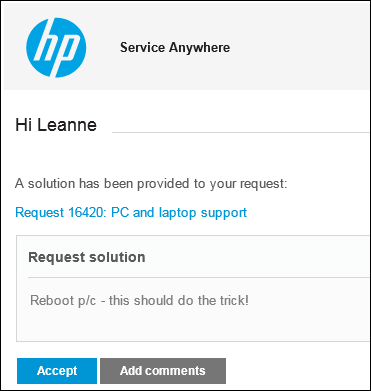 hp
Service Anywhere
Hi Leanne
A solution has been provided to your request:
Request 16420: PC and laptop support
Request solution
Reboot p/c - this should do the trick!
Accept
Add comments